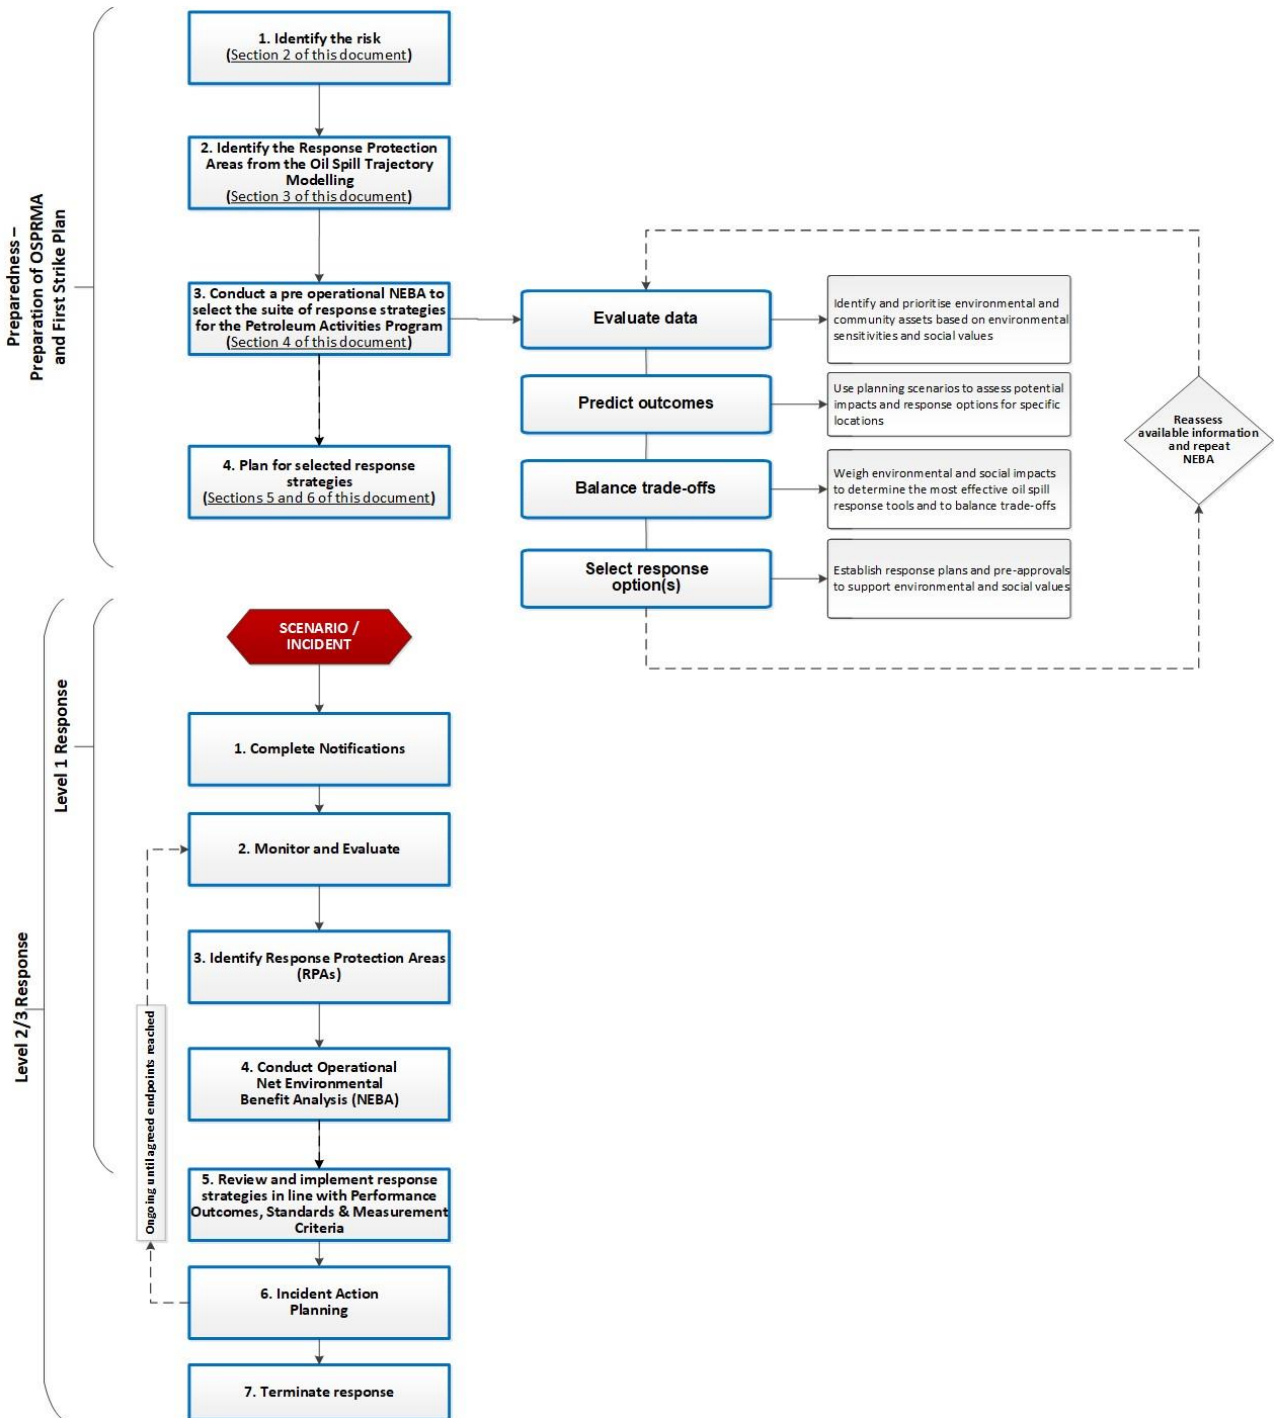 Preparedness –
Preparation of OSPRMA
and First Strike Plan
1. Identify the risk
(Section 2 of this document)
2. Identify the Response Protection
Areas from the Oil Spill Trajectory
Modelling
(Section 3 of this document)
3. Conduct a pre operational NEBA to
select the suite of response strategies
for the Petroleum Activities Program
(Section 4 of this document)
4. Plan for selected response
strategies
(Sections 5 and 6 of this document)
Evaluate data
Identify and prioritise environmental and
community assets based on environmental
sensitivities and social values
Predict outcomes
Use planning scenarios to assess potential
impacts and response options for specific
locations
Balance trade-offs
Weigh environmental and social impacts
to determine the most effective oil spill
response tools and to balance trade-offs
Select response
option(s)
Establish response plans and pre-approvals
to support environmental and social values
Reassess
available information
and repeat
NEBA
Level 2/3 Response
Level 1 Response
SCENARIO /
INCIDENT
1. Complete Notifications
2. Monitor and Evaluate
3. Identify Response Protection Areas
(RPAs)
4. Conduct Operational
Net Environmental
Benefit Analysis (NEBA)
5. Review and implement response
strategies in line with Performance
Outcomes, Standards & Measurement
Criteria
6. Incident Action
Planning
7. Terminate response
Ongoing until agreed endpoints reached